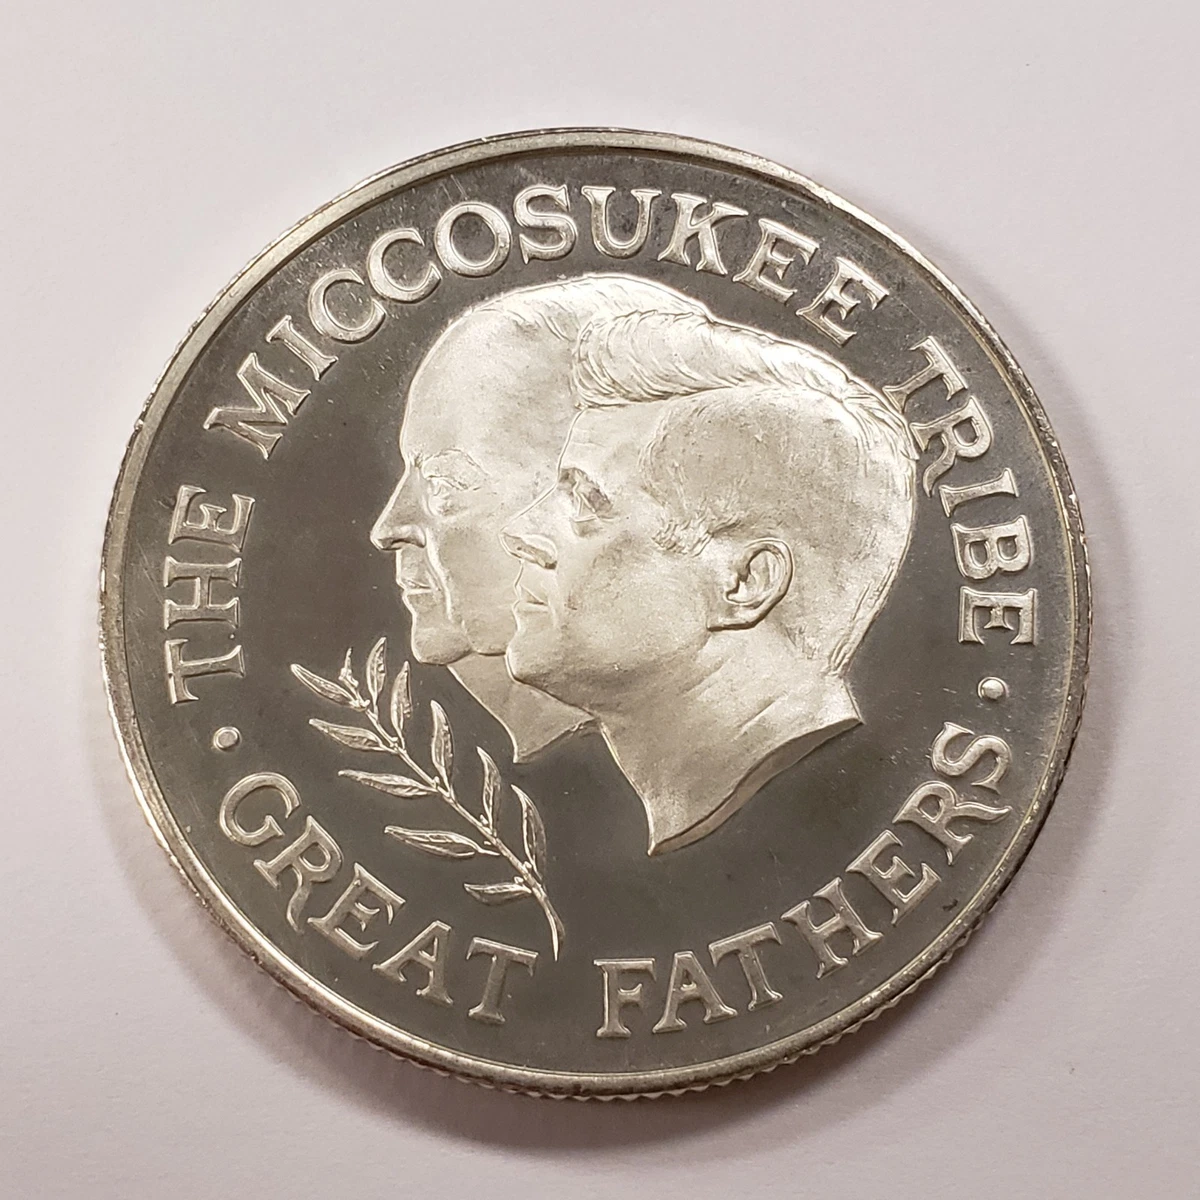 THE MICCOSUKEE TRIBE
· GREAT FATHERS ·